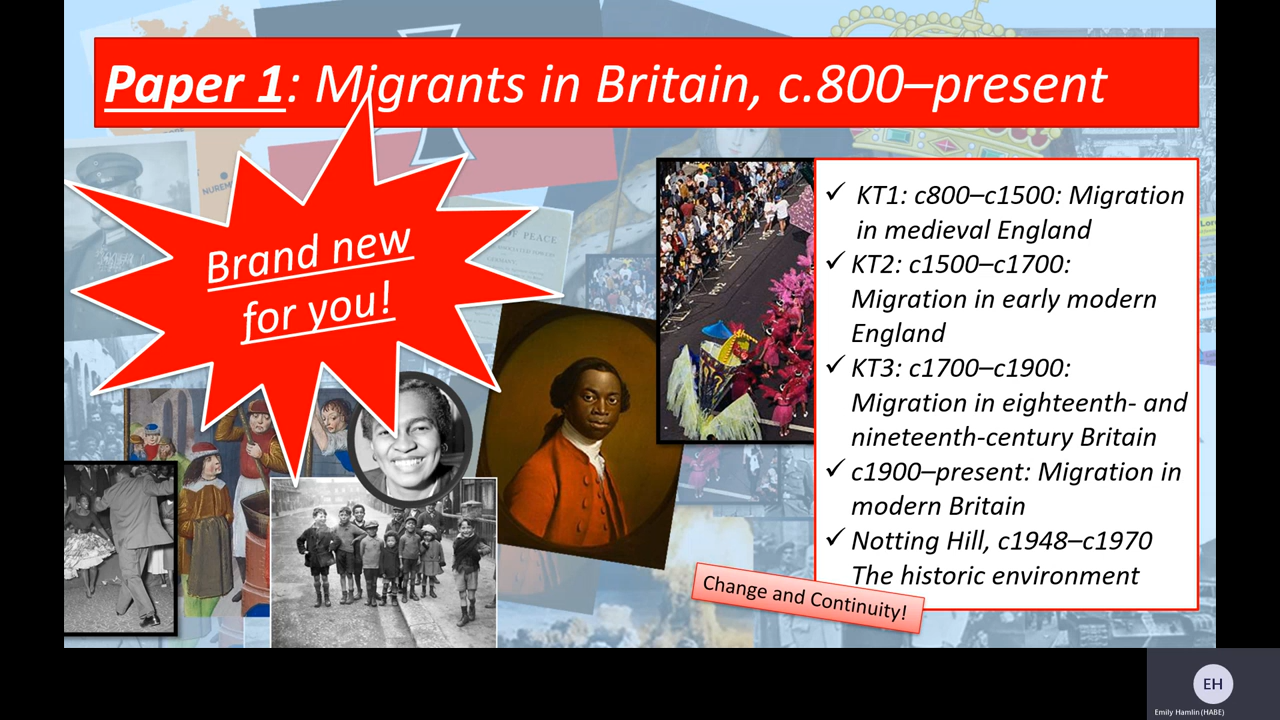 Paper 1: Migrants in Britain, c.800–present
Brand new
for you!
✓ KT1: c800–c1500: Migration
in medieval England
✓ KT2: c1500–c1700:
Migration in early modern
England
✓ KT3: c1700–c1900:
Migration in eighteenth- and
nineteenth-century Britain
✓ c1900–present: Migration in
modern Britain
✓ Notting Hill, c1948–c1970
The historic environment
Change and Continuity!
OF PEACE
EH
Emily Hamlin (HABE)